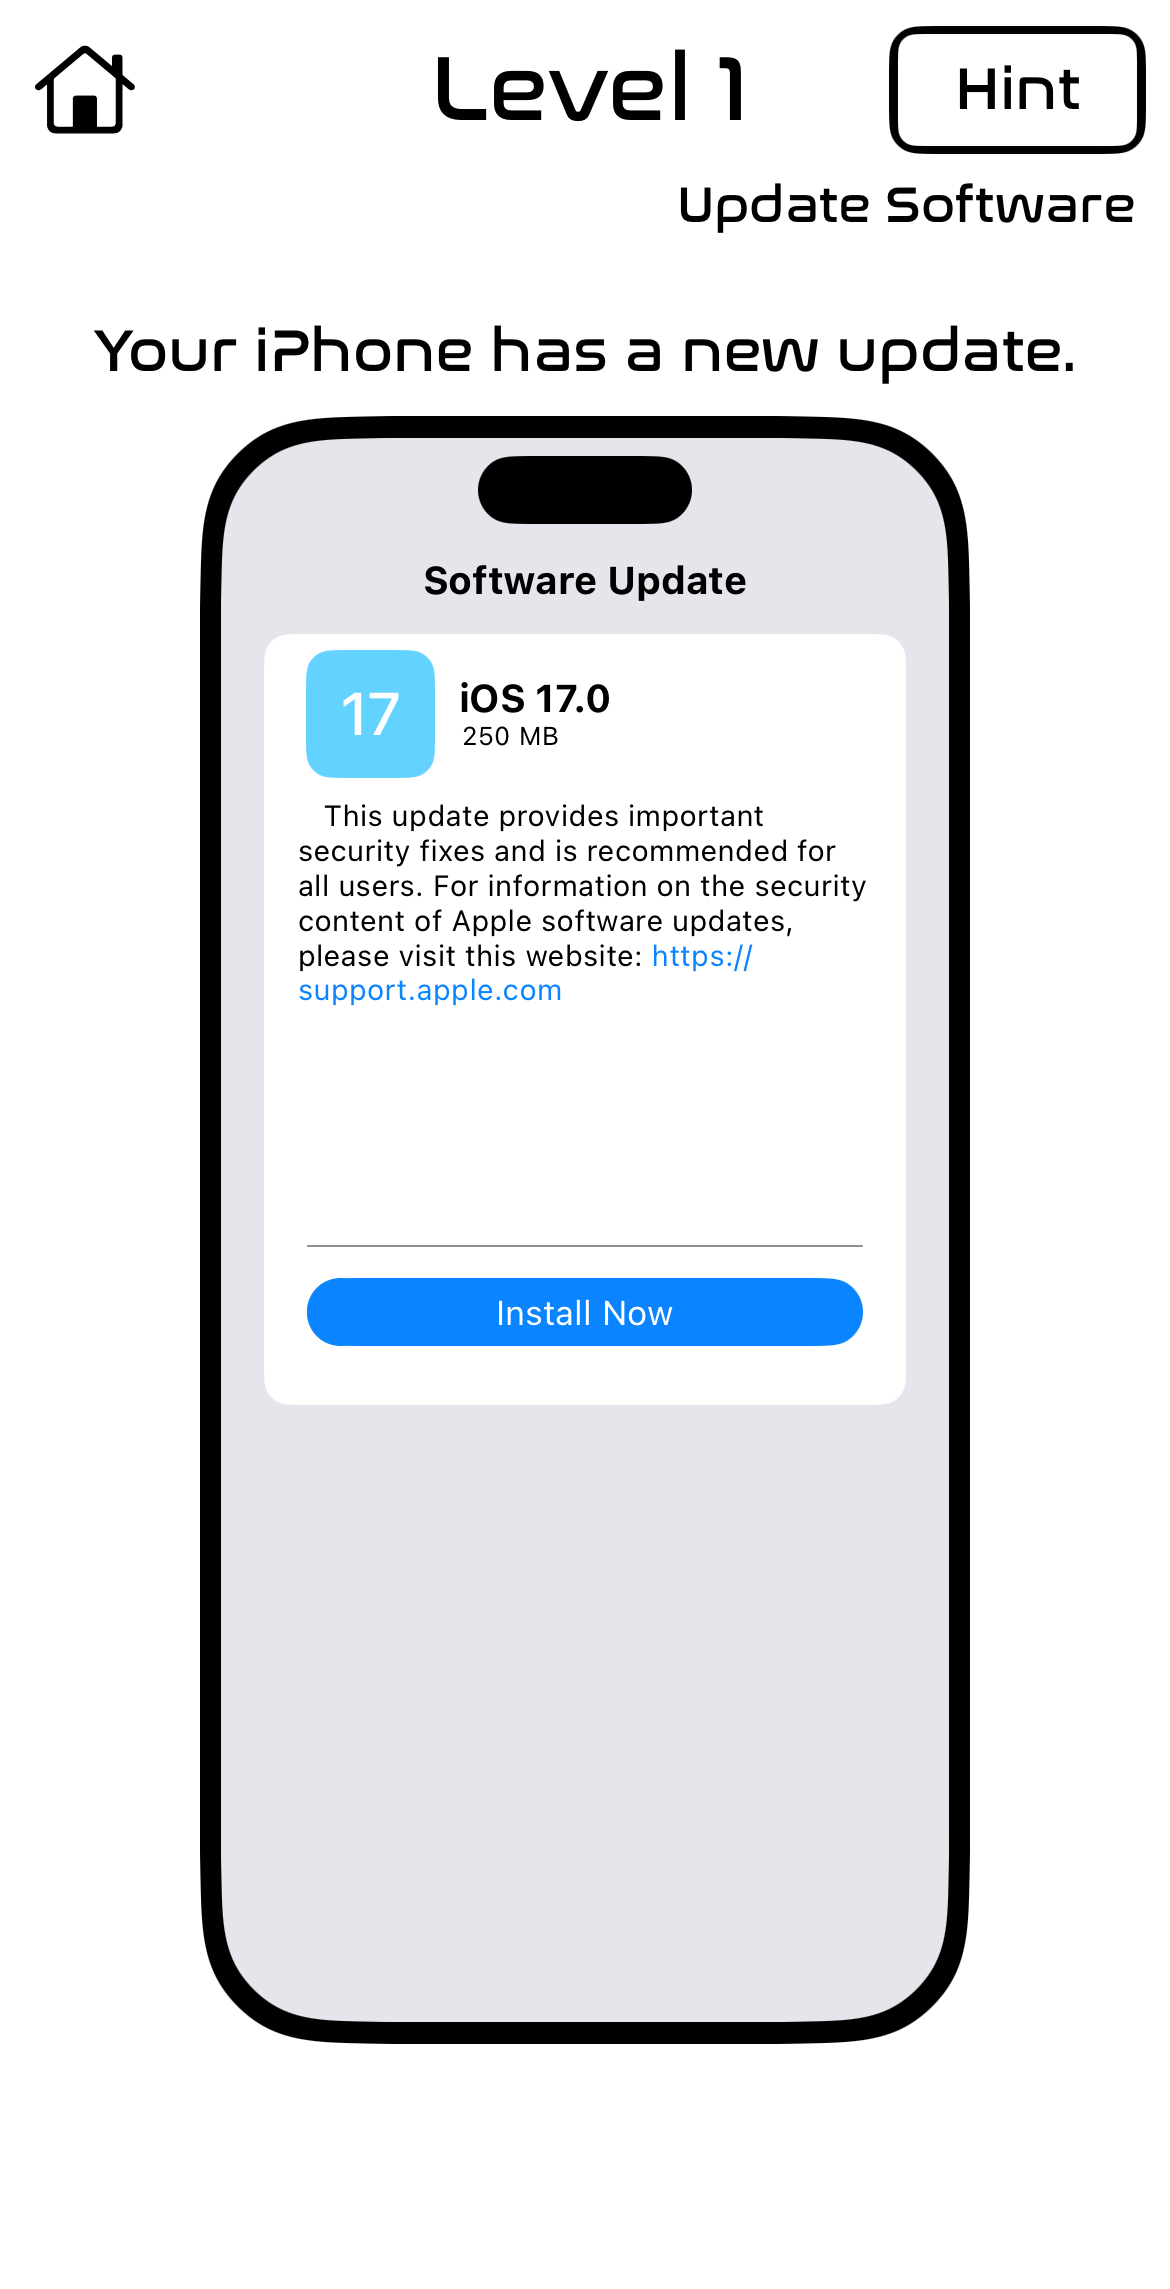 Level 1
Hint
Update Software
Your iPhone has a new update.
Software Update
17
iOS 17.0
250 MB
This update provides important
security fixes and is recommended for
all users. For information on the security
content of Apple software updates,
please visit this website: https://
support.apple.com
Install Now